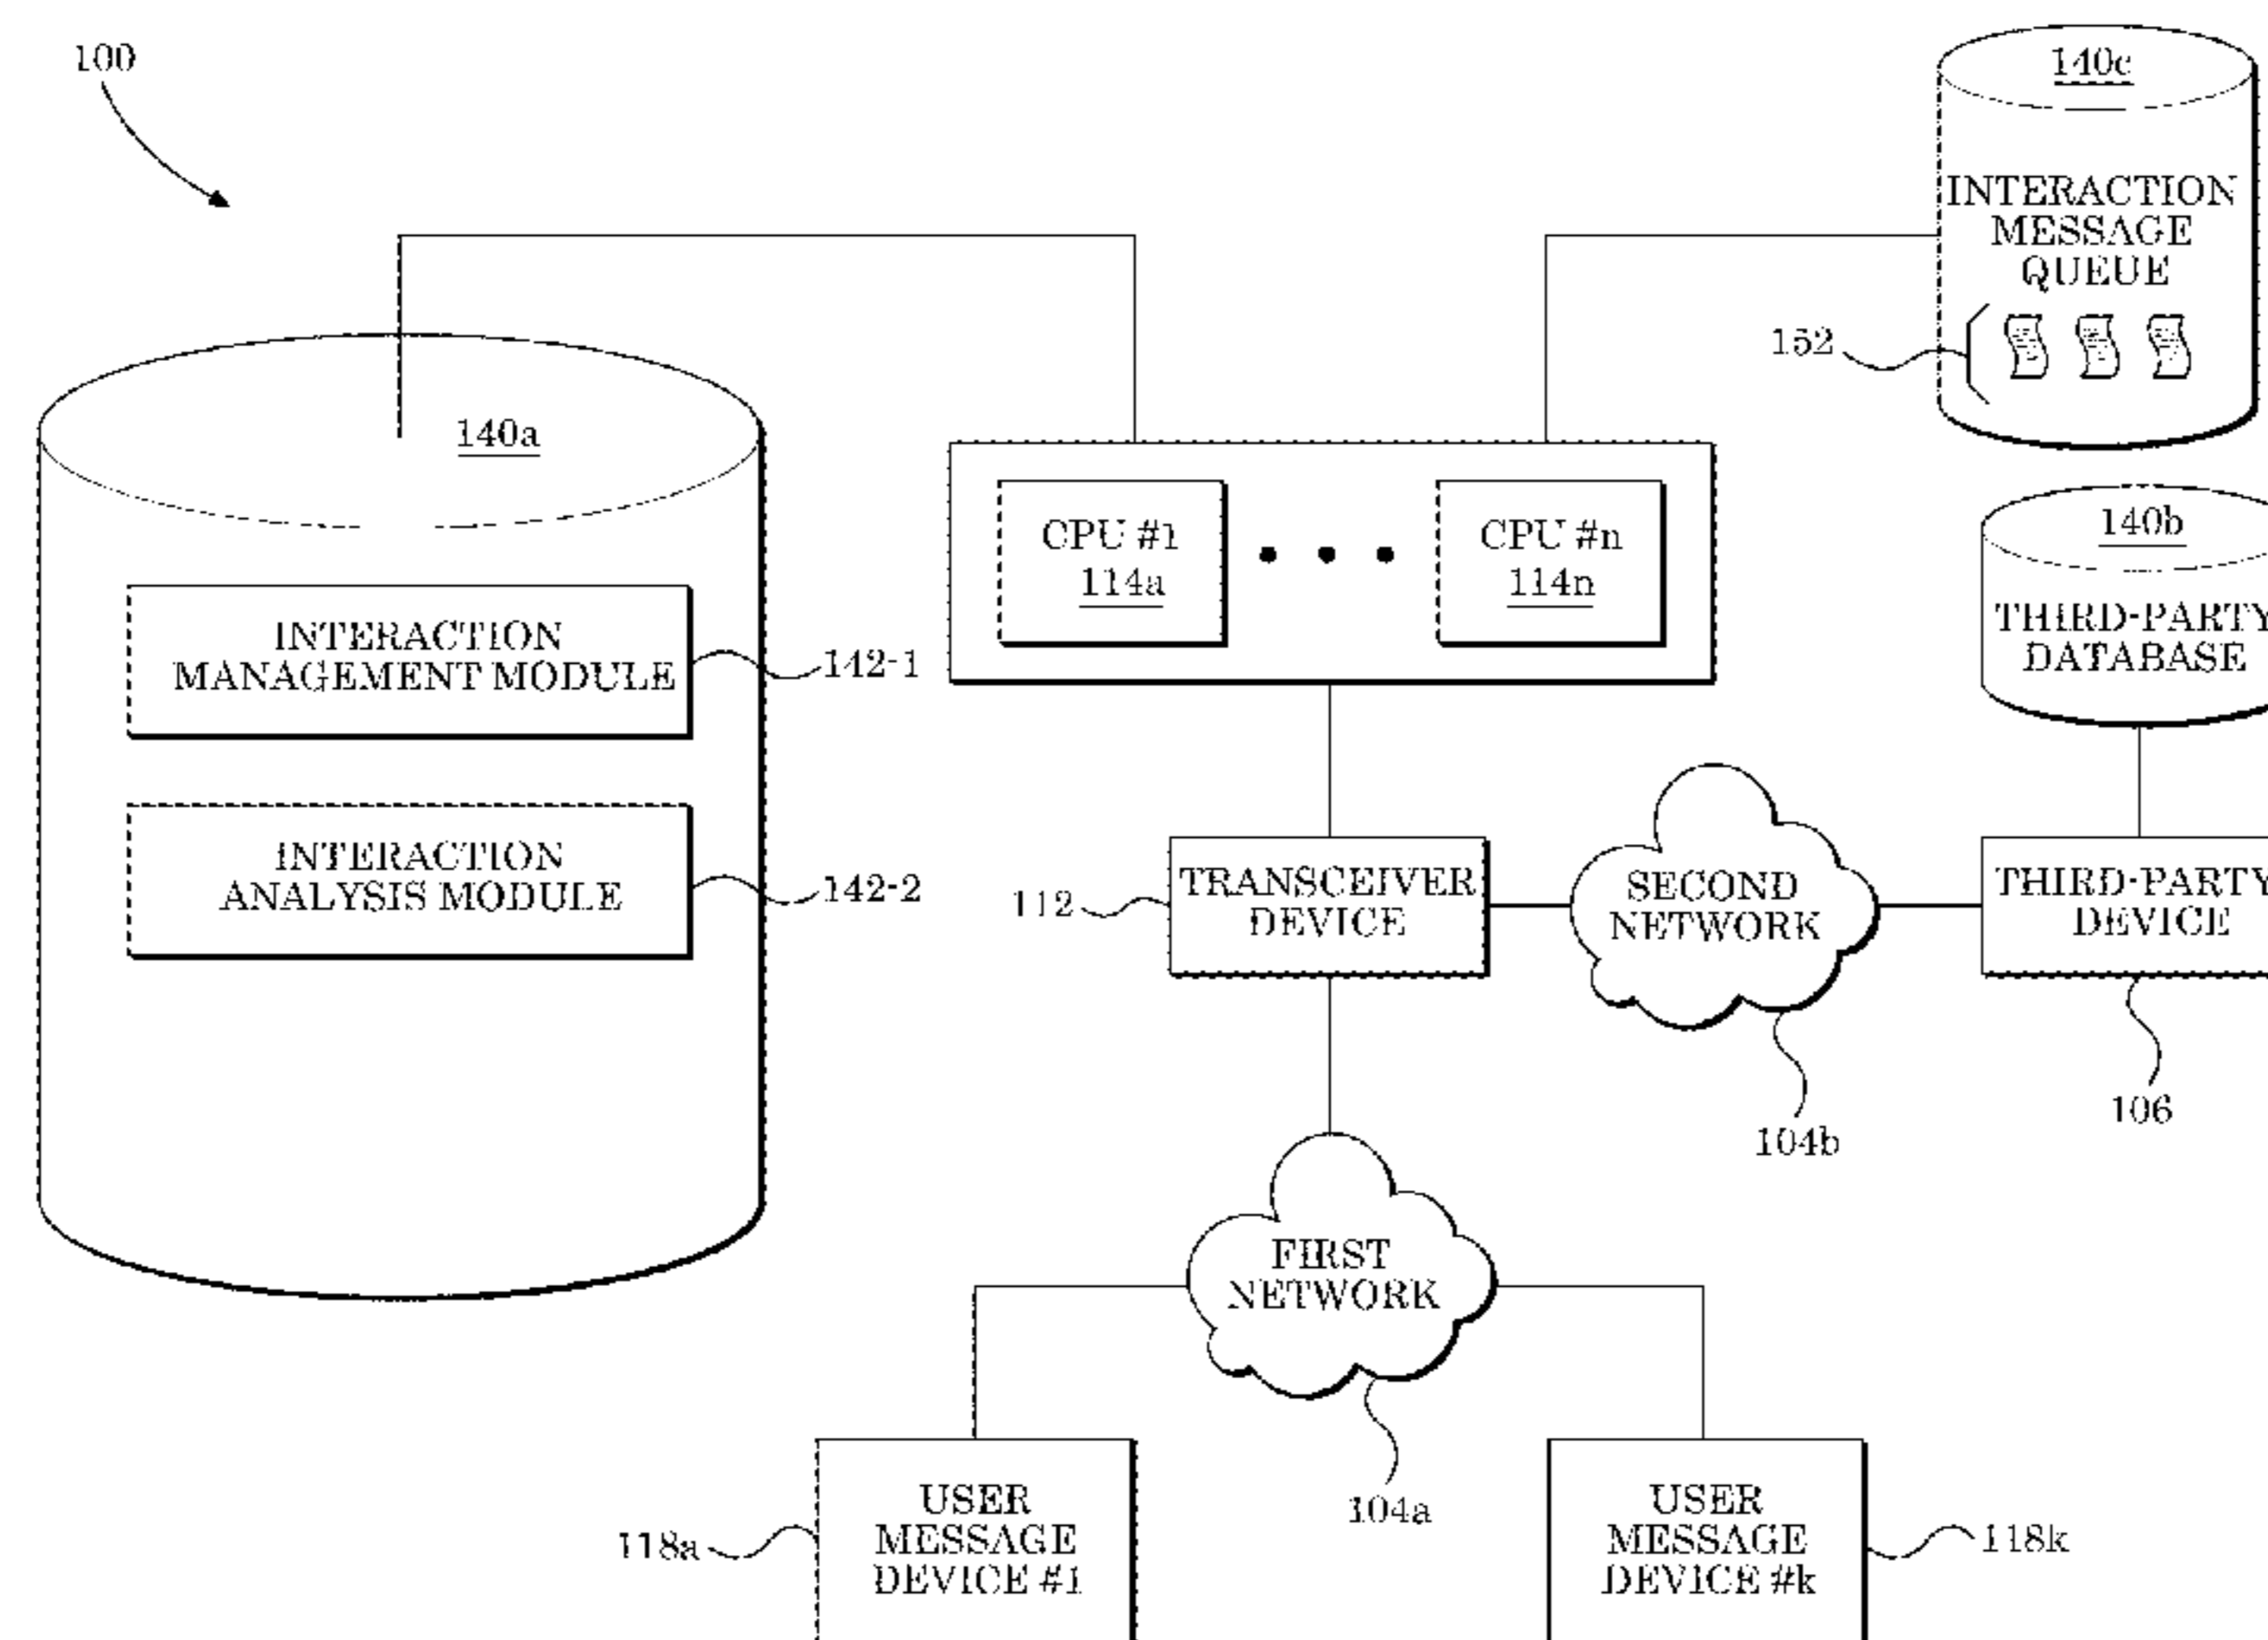 100
140c
INTERACTION
MESSAGE
QUEUE
152
140a
CPU #1
114a
CPU #n
114n
140b
THIRD-PARTY
DATABASE
INTERACTION
MANAGEMENT MODULE
142-1
INTERACTION
ANALYSIS MODULE
142-2
112
TRANSCEIVER
DEVICE
SECOND
NETWORK
THIRD-PARTY
DEVICE
104b
106
FIRST
NETWORK
104a
118a
USER
MESSAGE
DEVICE #1
USER
MESSAGE
DEVICE #k
118k